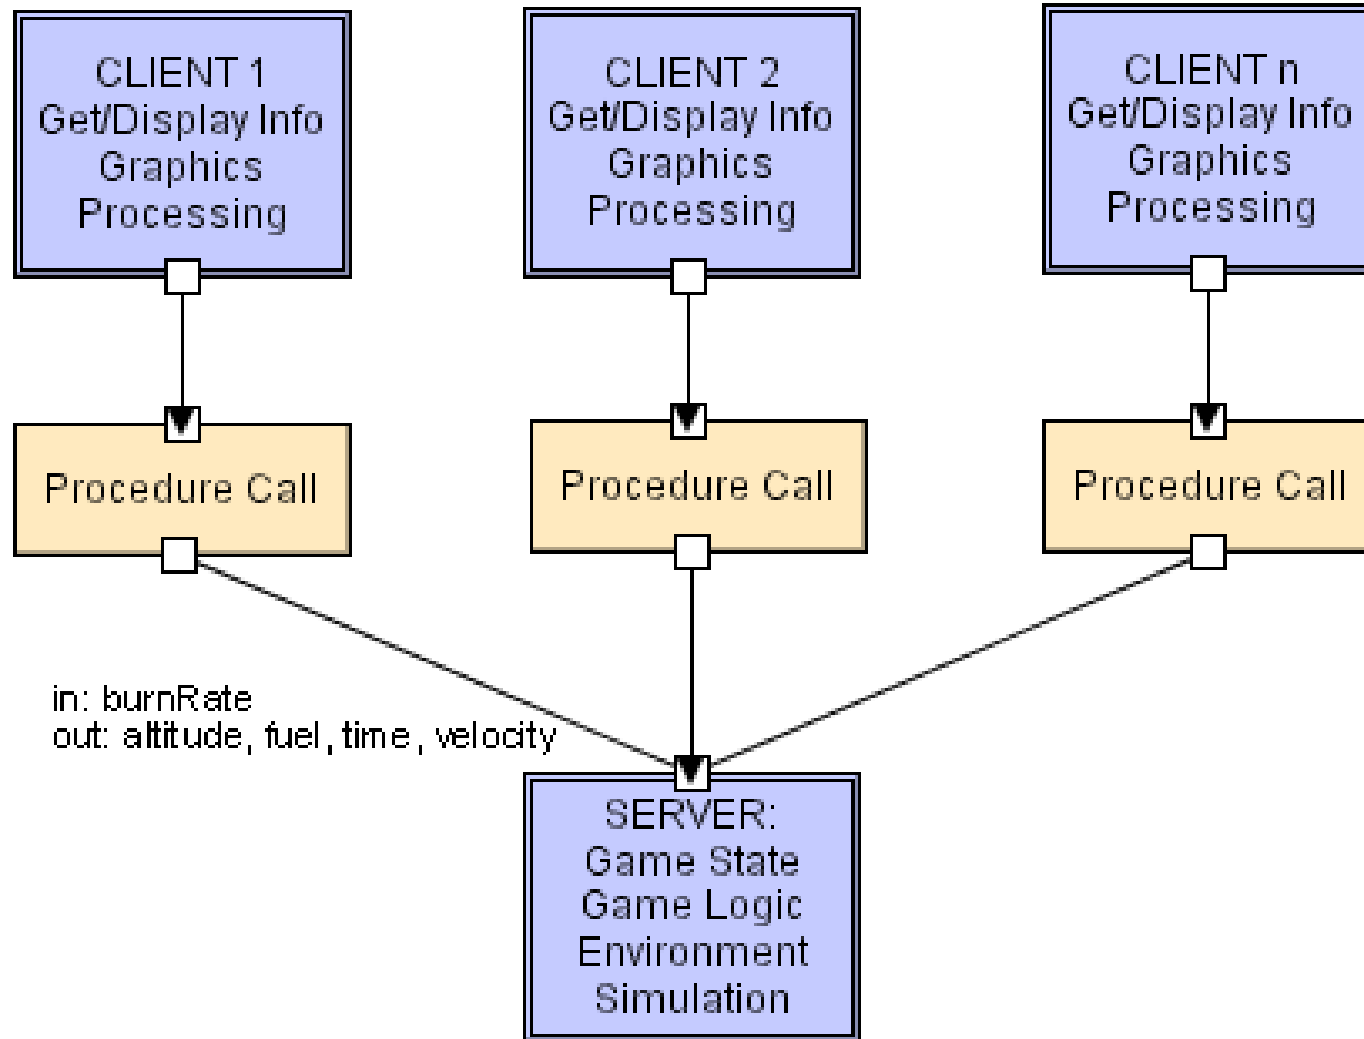 CLIENT 1
Get/Display Info
Graphics
Processing
CLIENT 2
Get/Display Info
Graphics
Processing
CLIENT n
Get/Display Info
Graphics
Processing
Procedure Call
Procedure Call
Procedure Call
in: burnRate
out: altitude, fuel, time, velocity
SERVER:
Game State
Game Logic
Environment
Simulation